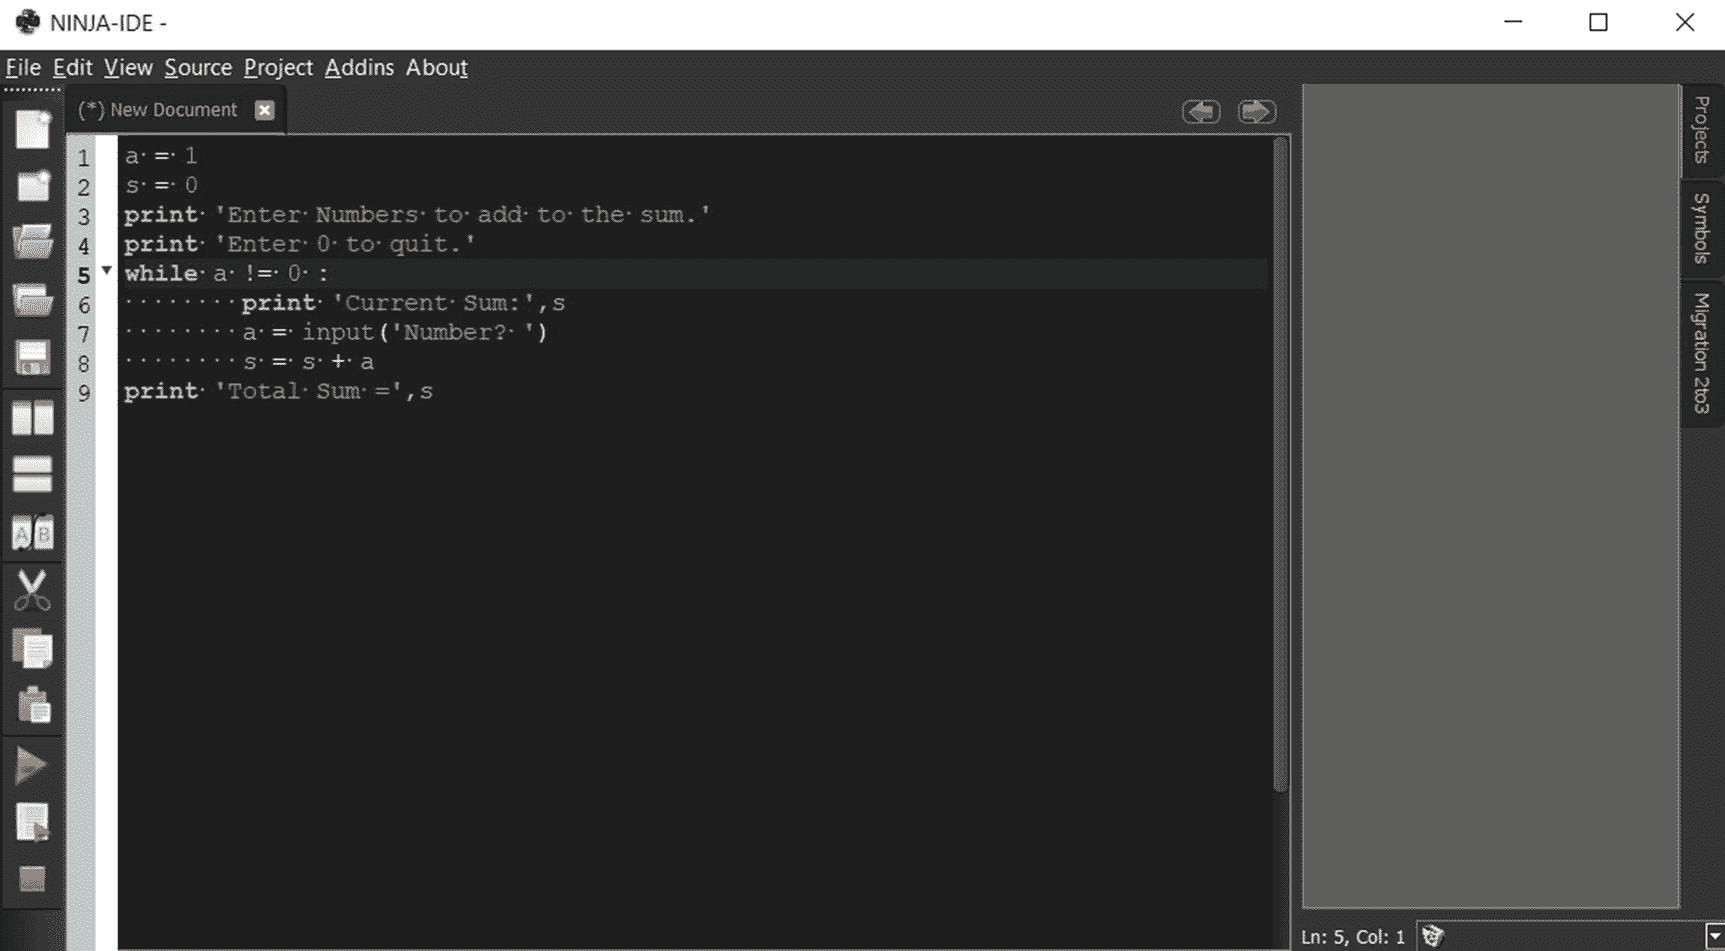 NINJA-IDE -
File Edit View Source Project Addins About
(*) New Document
1 a = 1
2 s = 0
3 print 'Enter Numbers to add to the sum.'
4 print 'Enter 0 to quit.'
5 while a != 0 :
6         print 'Current Sum:',s
7         a = input('Number? ')
8         s = s + a
9 print 'Total Sum =',s
Projects
Symbols
Migration 2to3
A B
Ln: 5, Col: 1